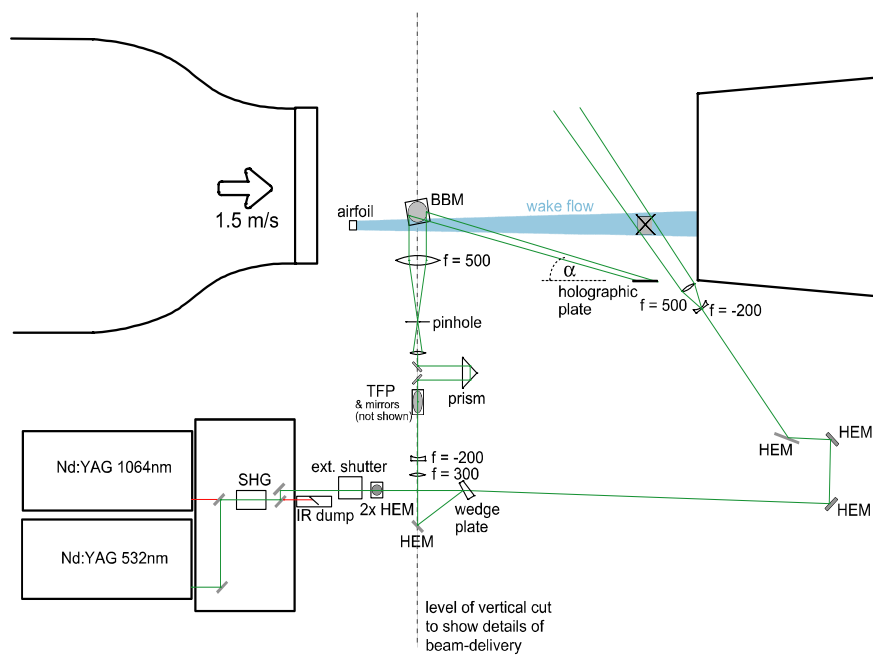 1.5 m/s
airfoil
BBM
wake flow
f = 500
α
holographic
plate
f = 500
f = -200
pinhole
TFP
& mirrors
(not shown)
prism
HEM
HEM
Nd:YAG 1064nm
SHG
ext. shutter
f = -200
f = 300
IR dump
2x HEM
wedge
plate
HEM
HEM
Nd:YAG 532nm
level of vertical cut
to show details of
beam-delivery